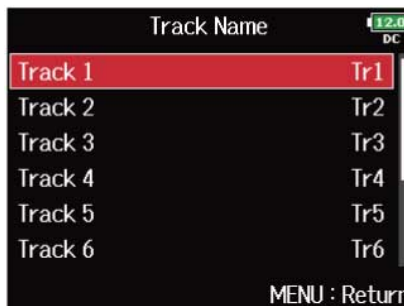 Track Name
12.0
DC
Track 1 Tr1
Track 2 Tr2
Track 3 Tr3
Track 4 Tr4
Track 5 Tr5
Track 6 Tr6
MENU : Return